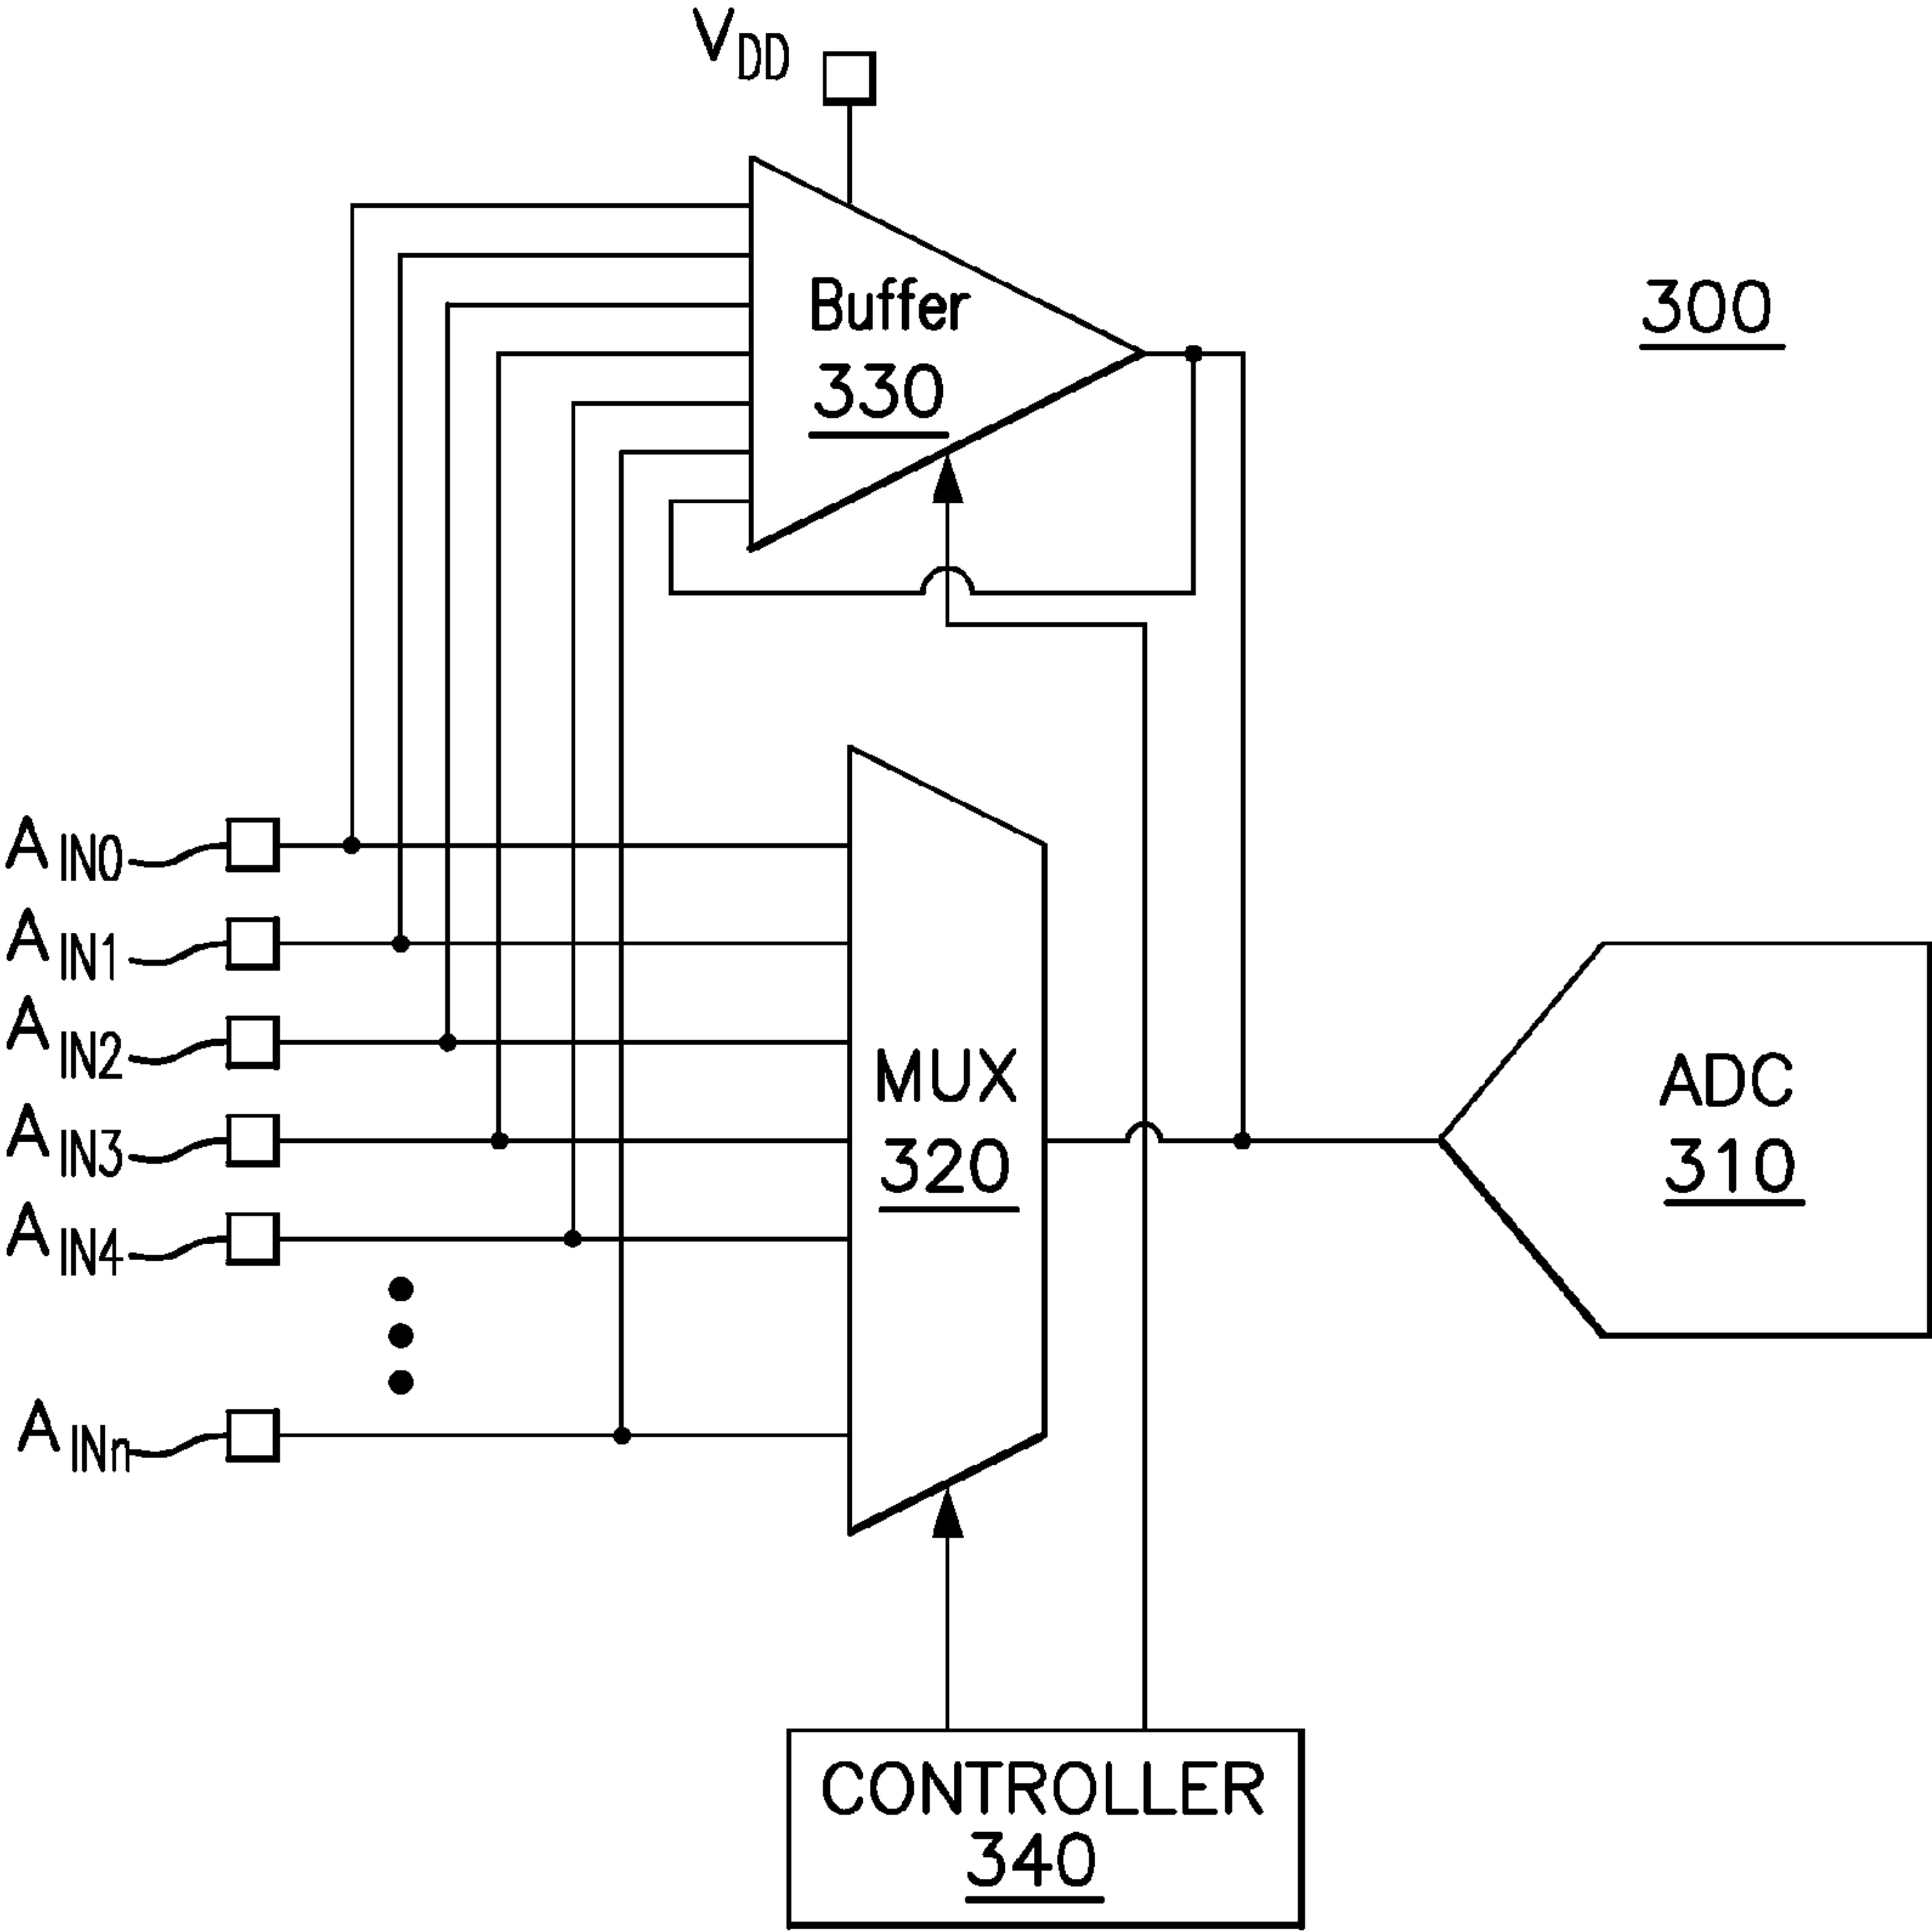 VDD
Buffer
330
300
AIN0
AIN1
AIN2
AIN3
AIN4
AINn
MUX
320
ADC
310
CONTROLLER
340